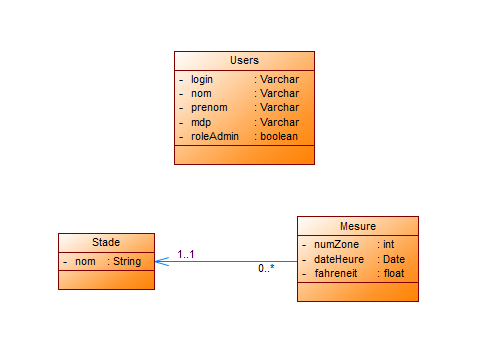 Users
- login : Varchar
- nom : Varchar
- prenom : Varchar
- mdp : Varchar
- roleAdmin : boolean
Mesure
- numZone : int
- dateHeure : Date
- fahreneit : float
Stade
- nom : String
1..1
0..*